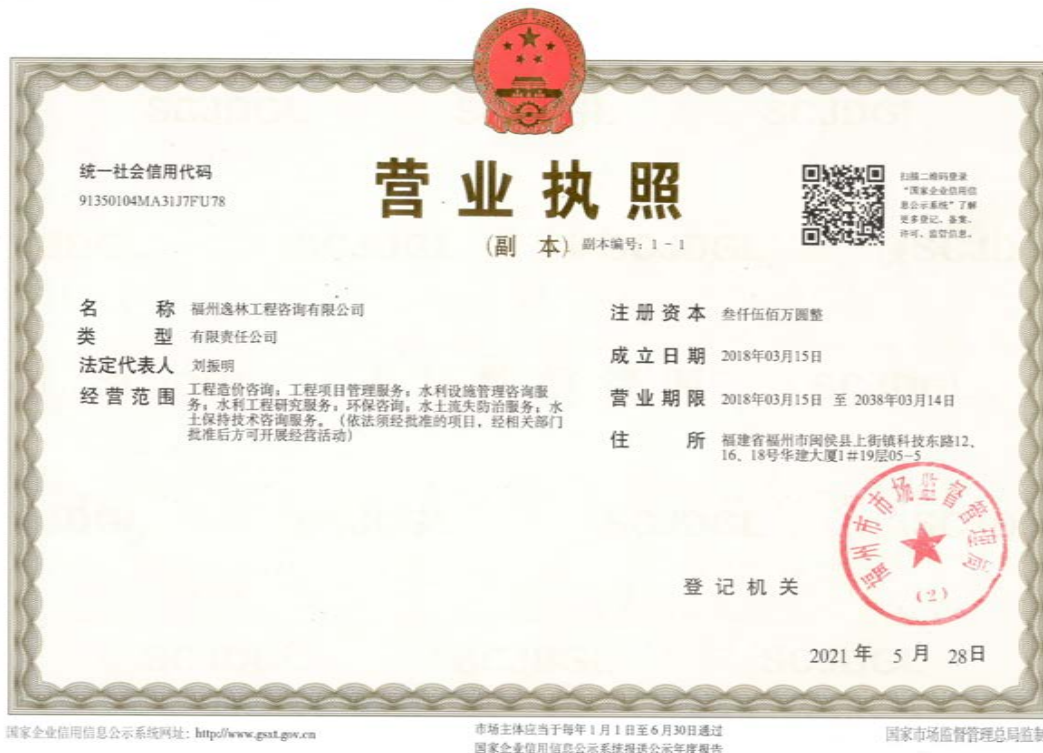 统一社会信用代码
91350104MA31J7FU78
营业执照
(副 本) 副本编号：1－1
扫描二维码登录
“国家企业信用信
息公示系统”了解
更多登记、备案、
许可、监管信息。
名 称 福州逸林工程咨询有限公司
类 型 有限责任公司
法定代表人 刘振明
经营范围 工程造价咨询；工程项目管理服务；水利设施管理咨询服
务；水利工程研究服务；环保咨询；水土流失防治服务；水
土保持技术咨询服务。（依法须经批准的项目，经相关部门
批准后方可开展经营活动）
注册资本 叁仟伍佰万圆整
成立日期 2018年03月15日
营业期限 2018年03月15日 至 2038年03月14日
住 所 福建省福州市闽侯县上街镇科技东路12、
16、18号华建大厦1#19层05-5
福州市市场监督管理局
(2)
登记机关
2021 年 5 月 28日
国家企业信用信息公示系统网址：http://www.gsxt.gov.cn
市场主体应当于每年1月1日至6月30日通过
国家企业信用信息公示系统报送公示年度报告
国家市场监督管理总局监制